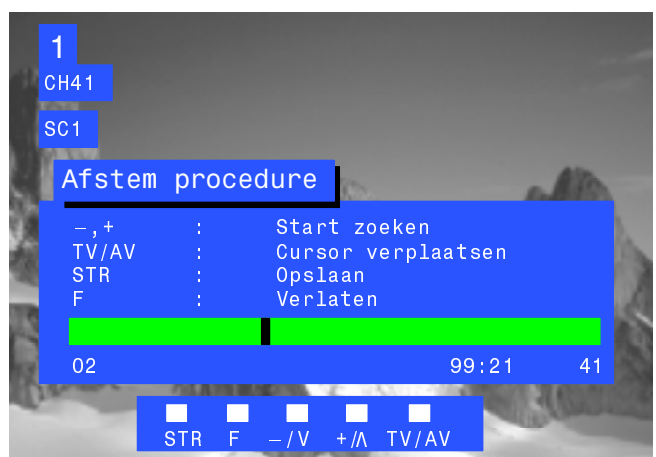 1
CH41
SC1
Afstem procedure
–,+ : Start zoeken
TV/AV : Cursor verplaatsen
STR : Opslaan
F : Verlaten
02 99:21 41
STR F –/V +/Λ TV/AV